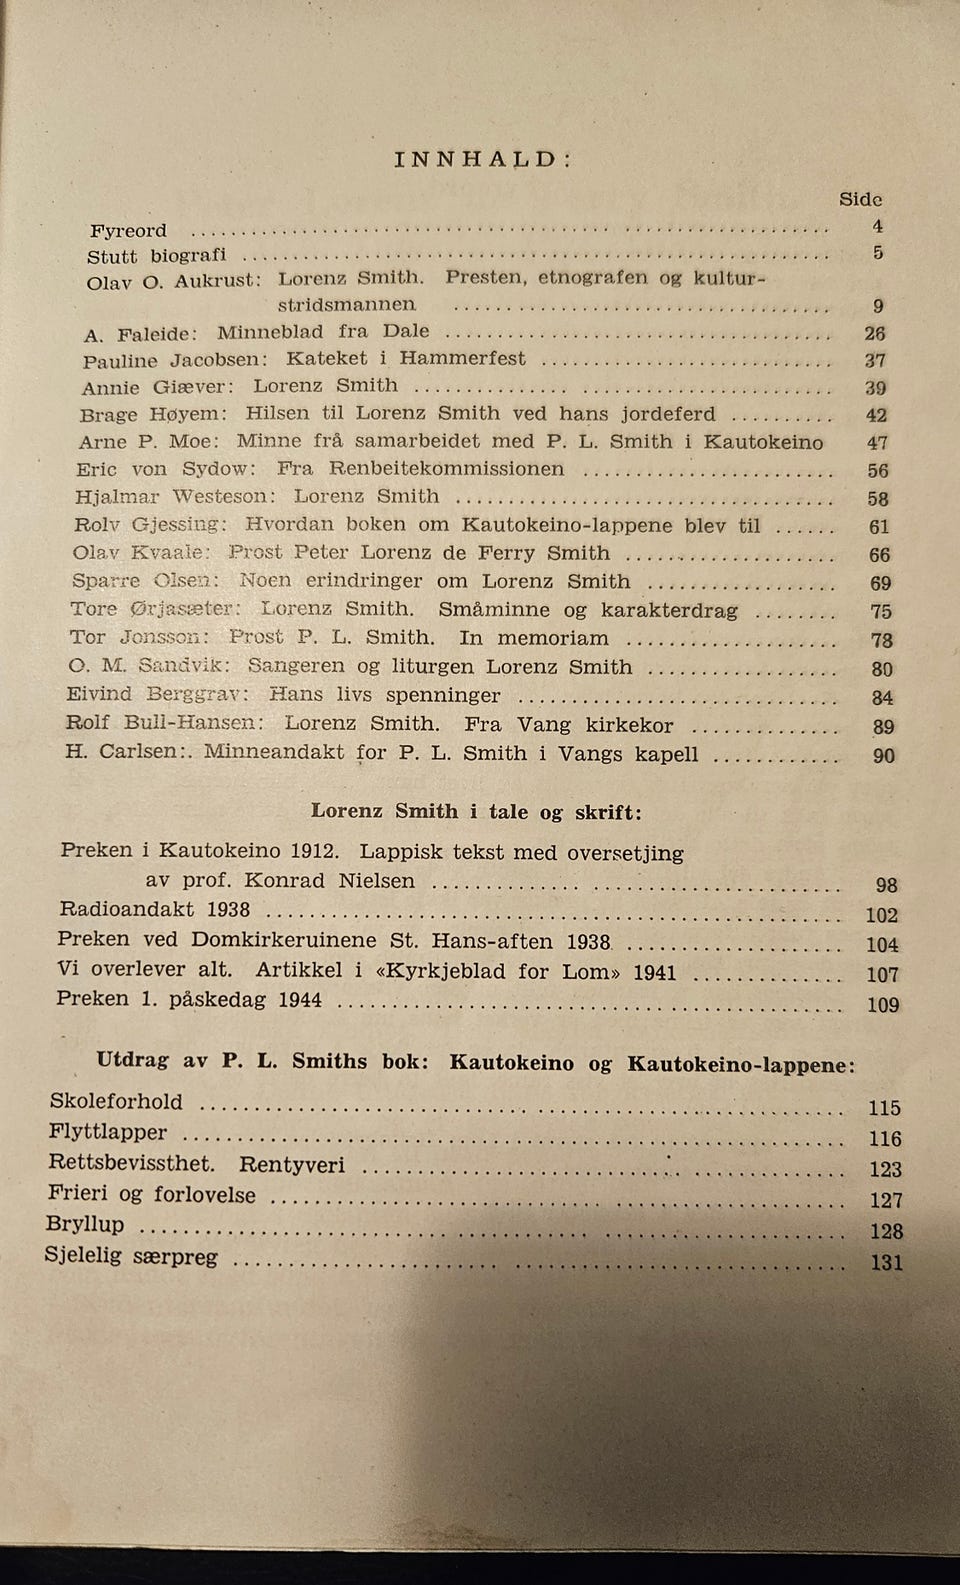 INNHALD:
Side
Fyreord 4
Stutt biografi 5
Olav O. Aukrust: Lorenz Smith. Presten, etnografen og kultur-
stridsmannen 9
A. Faleide: Minneblad fra Dale 26
Pauline Jacobsen: Kateket i Hammerfest 37
Annie Giæver: Lorenz Smith 39
Brage Høyem: Hilsen til Lorenz Smith ved hans jordeferd 42
Arne P. Moe: Minne frå samarbeidet med P. L. Smith i Kautokeino 47
Eric von Sydow: Fra Renbeitekommissionen 56
Hjalmar Westeson: Lorenz Smith 58
Rolv Gjessing: Hvordan boken om Kautokeino-lappene blev til 61
Olav Kvaale: Prost Peter Lorenz de Ferry Smith 66
Sparre Olsen: Noen erindringer om Lorenz Smith 69
Tore Ørjasæter: Lorenz Smith. Småminne og karakterdrag 75
Tor Jonsson: Prost P. L. Smith. In memoriam 78
O. M. Sandvik: Sangeren og liturgen Lorenz Smith 80
Eivind Berggrav: Hans livs spenninger 84
Rolf Bull-Hansen: Lorenz Smith. Fra Vang kirkekor 89
H. Carlsen:. Minneandakt for P. L. Smith i Vangs kapell 90
Lorenz Smith i tale og skrift:
Preken i Kautokeino 1912. Lappisk tekst med oversetjing
av prof. Konrad Nielsen 98
Radioandakt 1938 102
Preken ved Domkirkeruinene St. Hans-aften 1938 104
Vi overlever alt. Artikkel i «Kyrkjeblad for Lom» 1941 107
Preken 1. påskedag 1944 109
Utdrag av P. L. Smiths bok: Kautokeino og Kautokeino-lappene:
Skoleforhold 115
Flyttlapper 116
Rettsbevissthet. Rentyveri 123
Frieri og forlovelse 127
Bryllup 128
Sjelelig særpreg 131